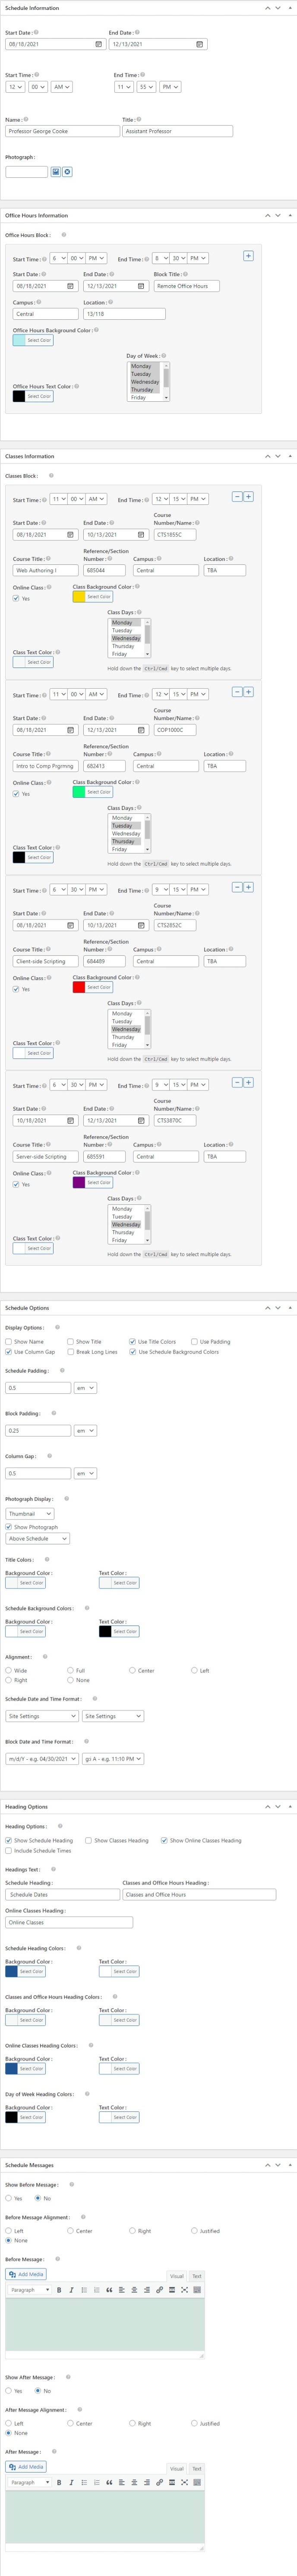 Schedule Information
Start Date: End Date:
08/18/2021 12/13/2021
Start Time: End Time:
12 00 AM 11 55 PM
Name: Title:
Professor George Cooke Assistant Professor
Photograph:
Office Hours Information
Office Hours Block:
Start Time: 6 00 PM End Time: 8 30 PM
Start Date: End Date: Block Title:
08/18/2021 12/13/2021 Remote Office Hours
Campus: Location:
Central 13/118
Office Hours Background Color:
Select Color
Day of Week:
Monday
Tuesday
Wednesday
Thursday
Friday
Office Hours Text Color:
Select Color
Classes Information
Classes Block:
Start Time: 11 00 AM End Time: 12 15 PM
Course
Start Date: End Date: Number/Name:
08/18/2021 10/13/2021 CTS1855C
Reference/Section
Course Title: Number: Campus: Location:
Web Authoring I 685044 Central TBA
Online Class: Class Background Color:
Yes Select Color
Class Days:
Monday
Tuesday
Wednesday
Thursday
Friday
Class Text Color:
Select Color Hold down the Ctrl/Cmd key to select multiple days.
Start Time: 11 00 AM End Time: 12 15 PM
Course
Start Date: End Date: Number/Name:
08/18/2021 12/13/2021 COP1000C
Reference/Section
Course Title: Number: Campus: Location:
Intro to Comp Prgrmng 682413 Central TBA
Online Class: Class Background Color:
Yes Select Color
Class Days:
Monday
Tuesday
Wednesday
Thursday
Friday
Class Text Color:
Select Color Hold down the Ctrl/Cmd key to select multiple days.
Start Time: 6 30 PM End Time: 9 15 PM
Course
Start Date: End Date: Number/Name:
08/18/2021 10/13/2021 CTS2852C
Reference/Section
Course Title: Number: Campus: Location:
Client-side Scripting 684489 Central TBA
Online Class: Class Background Color:
Yes Select Color
Class Days:
Monday
Tuesday
Wednesday
Thursday
Friday
Class Text Color:
Select Color Hold down the Ctrl/Cmd key to select multiple days.
Start Time: 6 30 PM End Time: 9 15 PM
Course
Start Date: End Date: Number/Name:
10/18/2021 12/13/2021 CTS3870C
Reference/Section
Course Title: Number: Campus: Location:
Server-side Scripting 685591 Central TBA
Online Class: Class Background Color:
Yes Select Color
Class Days:
Monday
Tuesday
Wednesday
Thursday
Friday
Class Text Color:
Select Color Hold down the Ctrl/Cmd key to select multiple days.
Schedule Options
Display Options:
Show Name Show Title Use Title Colors Use Padding
Use Column Gap Break Long Lines Use Schedule Background Colors
Schedule Padding:
0.5 em
Block Padding:
0.25 em
Column Gap:
0.5 em
Photograph Display:
Thumbnail
Show Photograph
Above Schedule
Title Colors:
Background Color: Text Color:
Select Color Select Color
Schedule Background Colors:
Background Color: Text Color:
Select Color Select Color
Alignment:
Wide Full Center Left
Right None
Schedule Date and Time Format:
Site Settings Site Settings
Block Date and Time Format:
m/d/Y - e.g. 04/30/2021 g:i A - e.g. 11:10 PM
Heading Options
Heading Options:
Show Schedule Heading Show Classes Heading Show Online Classes Heading
Include Schedule Times
Headings Text:
Schedule Heading: Classes and Office Hours Heading:
Schedule Dates Classes and Office Hours
Online Classes Heading:
Online Classes
Schedule Heading Colors:
Background Color: Text Color:
Select Color Select Color
Classes and Office Hours Heading Colors:
Background Color: Text Color:
Select Color Select Color
Online Classes Heading Colors:
Background Color: Text Color:
Select Color Select Color
Day of Week Heading Colors:
Background Color: Text Color:
Select Color Select Color
Schedule Messages
Show Before Message:
Yes No
Before Message Alignment:
Left Center Right Justified
None
Before Message:
Add Media Visual Text
Paragraph B I
Show After Message:
Yes No
After Message Alignment:
Left Center Right Justified
None
After Message:
Add Media Visual Text
Paragraph B I